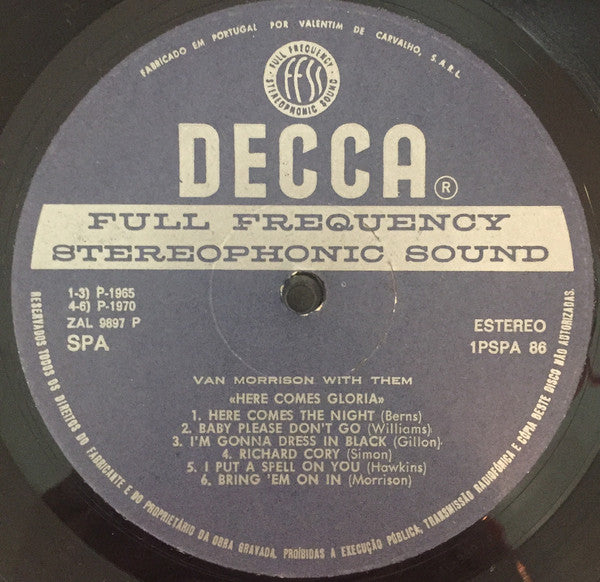 FABRICADO EM PORTUGAL POR VALENTIM DE CARVALHO, S.A.R.L.
FULL FREQUENCY
STEREOPHONIC SOUND
FFSS
DECCA®
FULL FREQUENCY
STEREOPHONIC SOUND
1-3) P-1965
4-6) P-1970
ZAL 9897 P
SPA
ESTEREO
1PSPA 86
VAN MORRISON WITH THEM
«HERE COMES GLORIA»
1. HERE COMES THE NIGHT (Berns)
2. BABY PLEASE DON'T GO (Williams)
3. I'M GONNA DRESS IN BLACK (Gillon)
4. RICHARD CORY (Simon)
5. I PUT A SPELL ON YOU (Hawkins)
6. BRING 'EM ON IN (Morrison)
RESERVADOS TODOS OS DIREITOS DO FABRICANTE E DO PROPRIETÁRIO DA OBRA GRAVADA. PROÍBIDAS A EXECUÇÃO PÚBLICA, TRANSMISSÃO RADIOFÓNICA E CÓPIA DESTE DISCO NÃO AUTORIZADAS.